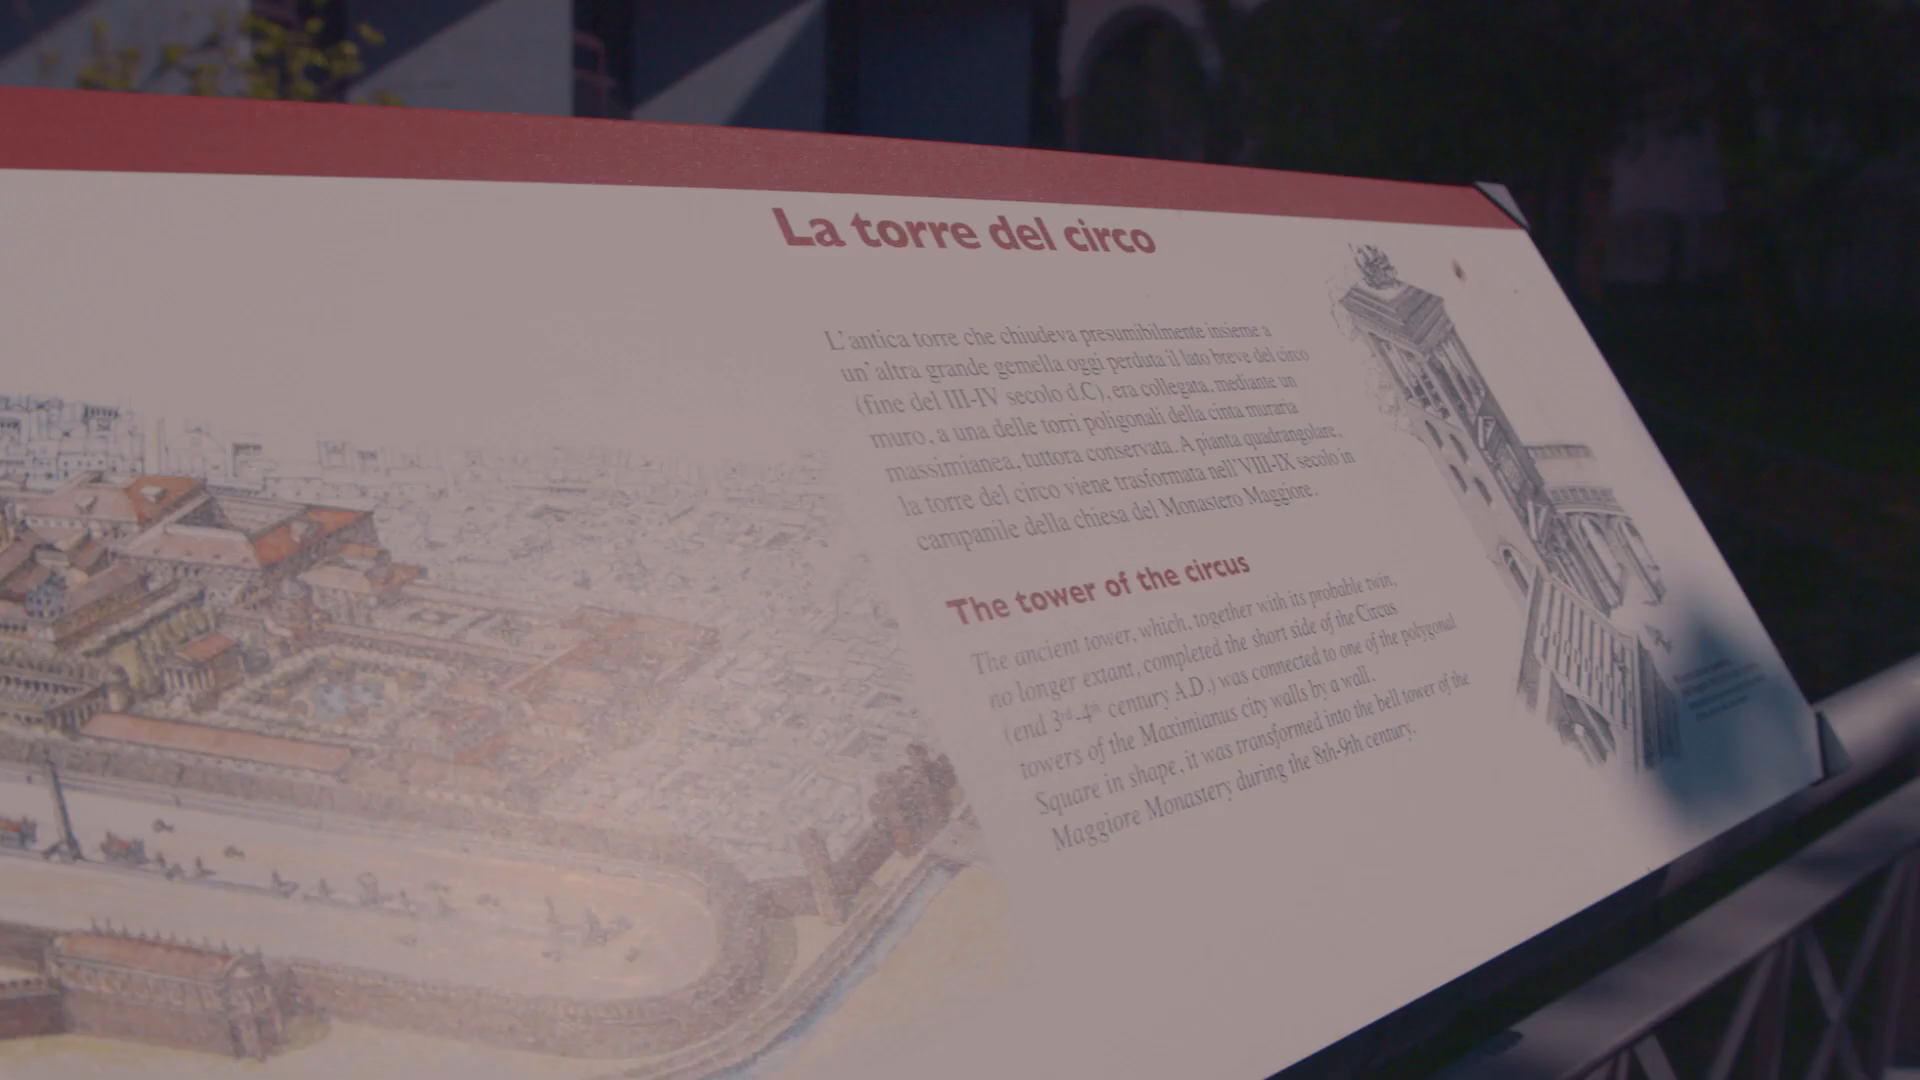 La torre del circo
L'antica torre che chiudeva presumibilmente insieme a
un'altra grande gemella oggi perduta il lato breve del circo
(fine del III-IV secolo d.C), era collegata, mediante un
muro, a una delle torri poligonali della cinta muraria
massimianea, tuttora conservata. A pianta quadrangolare,
la torre del circo viene trasformata nell'VIII-IX secolo in
campanile della chiesa del Monastero Maggiore.
The tower of the circus
The ancient tower, which, together with its probable twin,
no longer extant, completed the short side of the Circus
(end 3rd-4th century A.D.) was connected to one of the polygonal
towers of the Maximianus city walls by a wall.
Square in shape, it was transformed into the bell tower of the
Maggiore Monastery during the 8th-9th century.